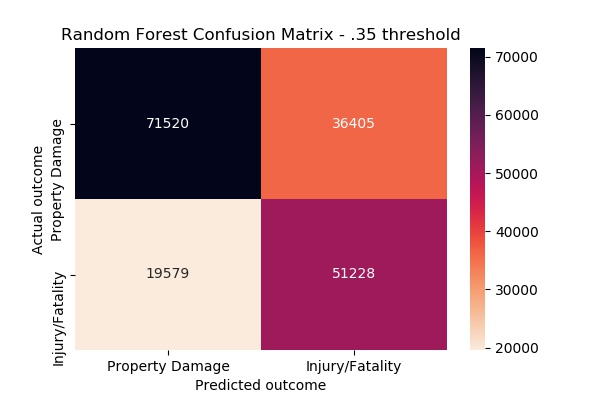 Random Forest Confusion Matrix - .35 threshold
Actual outcome
Property Damage
Injury/Fatality
71520
36405
19579
51228
Property Damage
Injury/Fatality
Predicted outcome
70000
60000
50000
40000
30000
20000